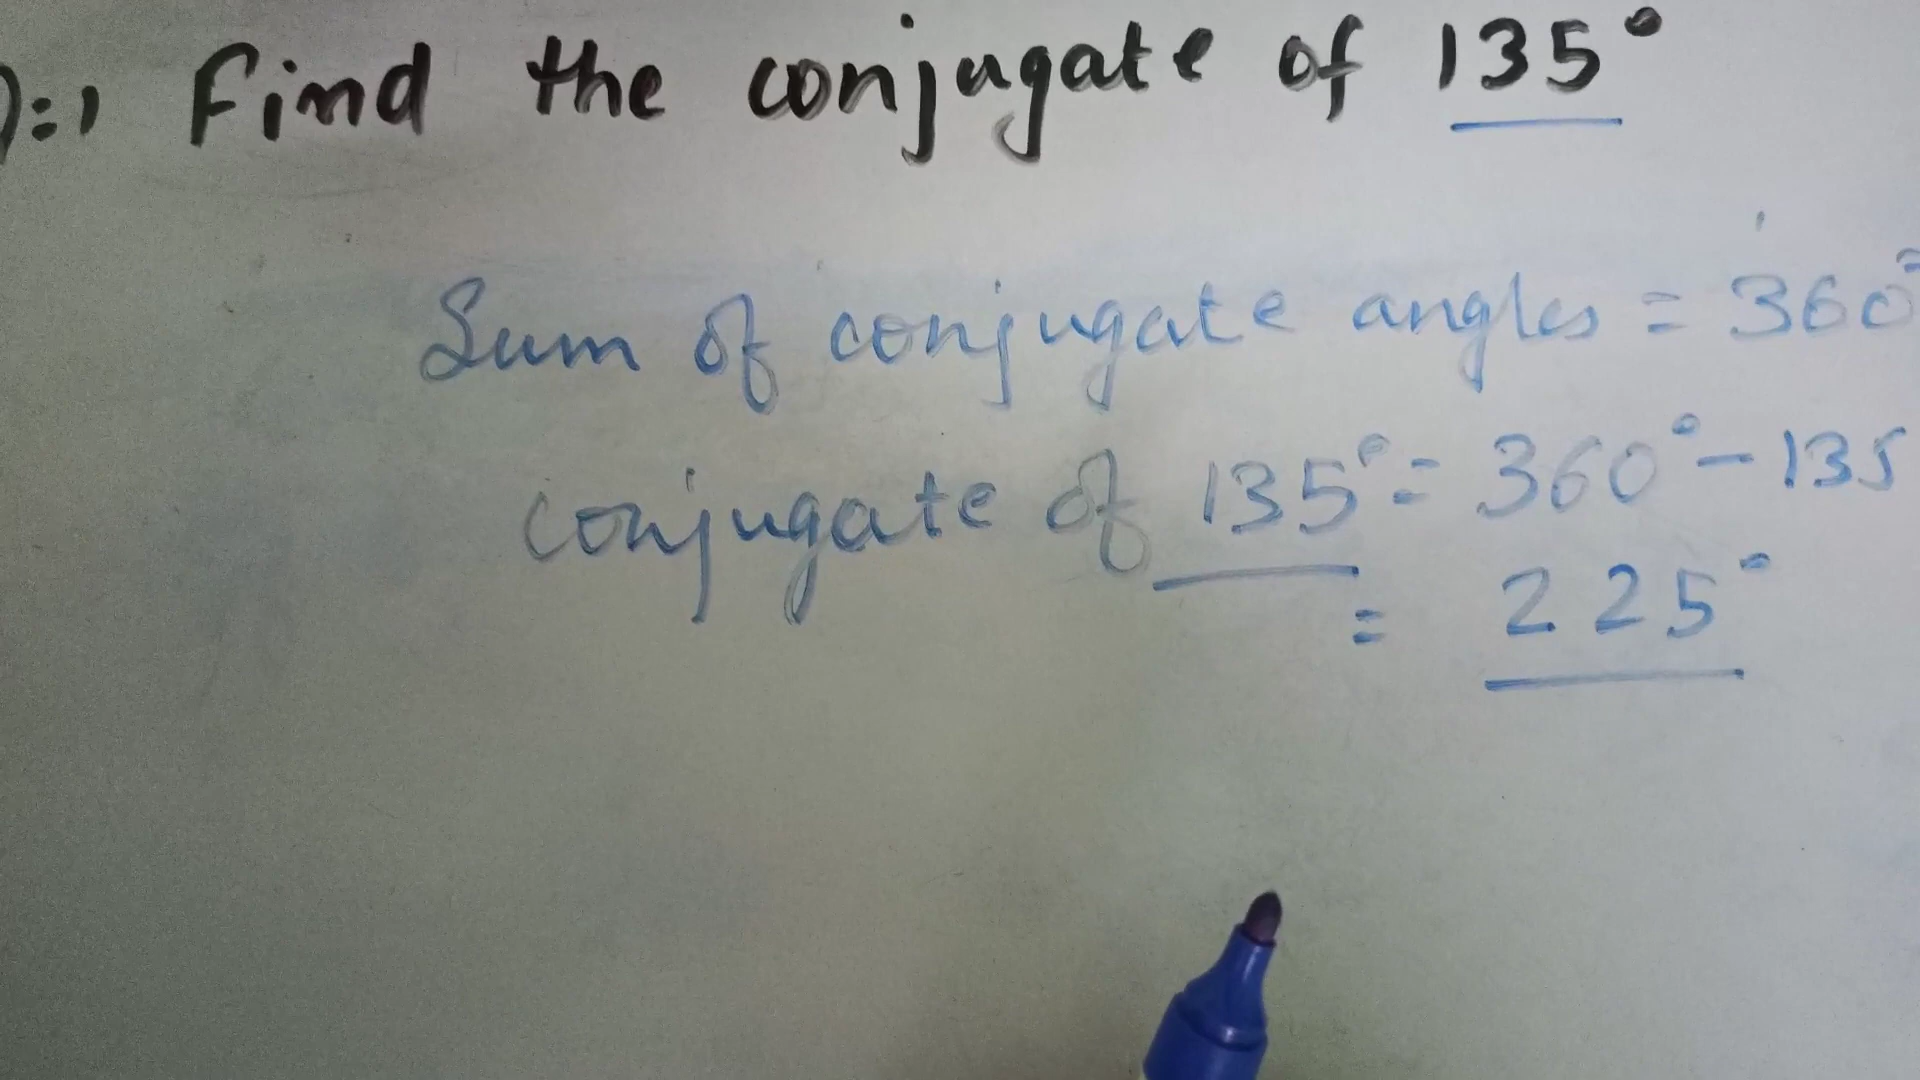 ):1 Find the conjugate of 135°
Sum of conjugate angles = 360°
conjugate of 135° = 360° - 135
= 225°